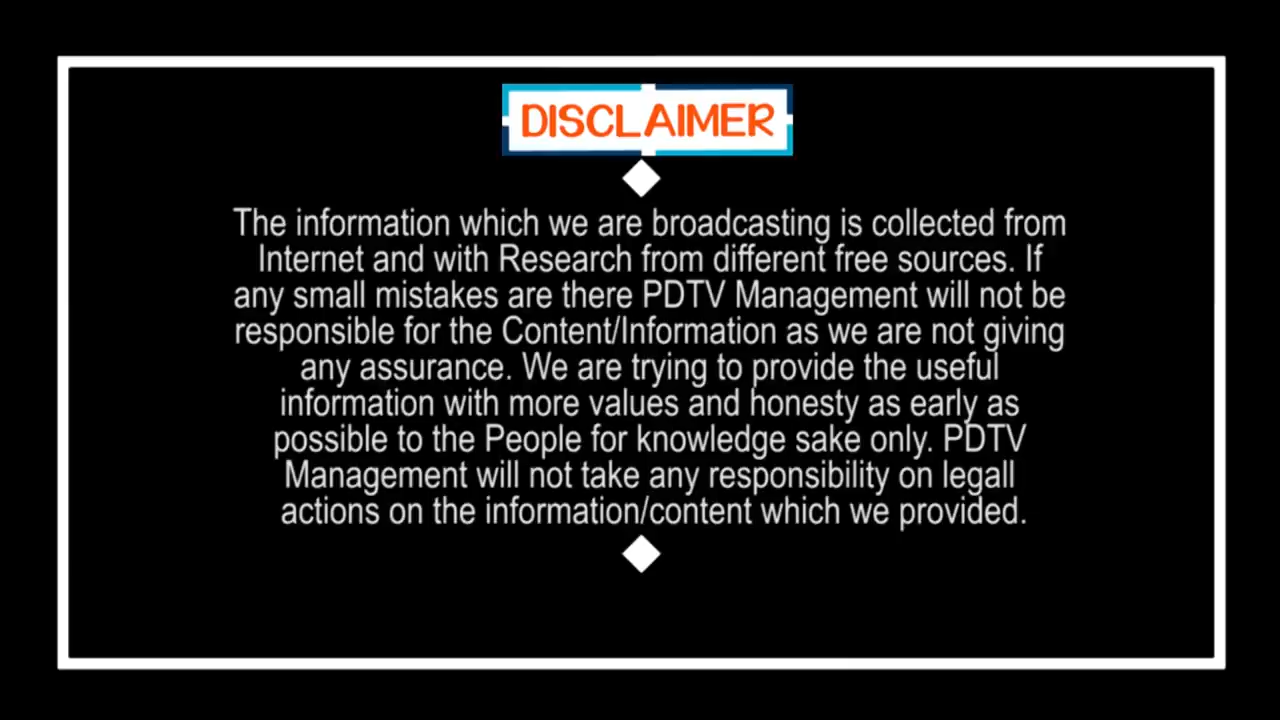 DISCLAIMER
The information which we are broadcasting is collected from
Internet and with Research from different free sources. If
any small mistakes are there PDTV Management will not be
responsible for the Content/Information as we are not giving
any assurance. We are trying to provide the useful
information with more values and honesty as early as
possible to the People for knowledge sake only. PDTV
Management will not take any responsibility on legall
actions on the information/content which we provided.